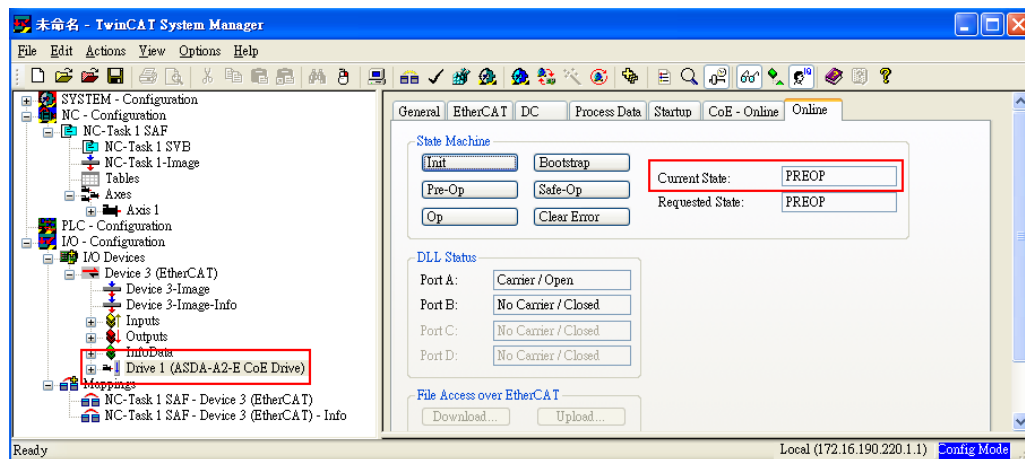 未命名 - TwinCAT System Manager
File Edit Actions View Options Help
SYSTEM - Configuration
NC - Configuration
NC-Task 1 SAF
NC-Task 1 SVB
NC-Task 1-Image
Tables
Axes
Axis 1
PLC - Configuration
I/O - Configuration
I/O Devices
Device 3 (EtherCAT)
Device 3-Image
Device 3-Image-Info
Inputs
Outputs
InfoData
Drive 1 (ASDA-A2-E CoE Drive)
Mappings
NC-Task 1 SAF - Device 3 (EtherCAT)
NC-Task 1 SAF - Device 3 (EtherCAT) - Info
General EtherCAT DC Process Data Startup CoE - Online Online
State Machine
Init Bootstrap
Current State: PREOP
Pre-Op Safe-Op
Requested State: PREOP
Op Clear Error
DLL Status
Port A: Carrier / Open
Port B: No Carrier / Closed
Port C: No Carrier / Closed
Port D: No Carrier / Closed
File Access over EtherCAT
Download... Upload...
Ready Local (172.16.190.220.1.1) Config Mode